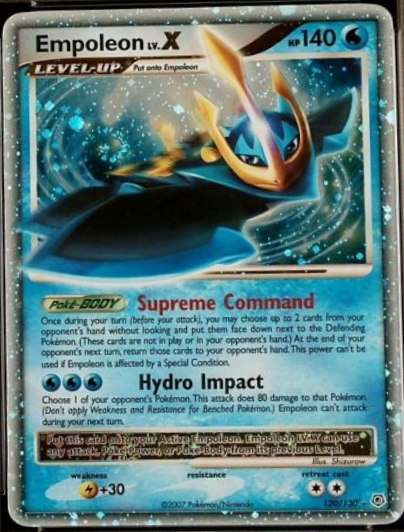 Empoleon LV.X HP 140
LEVEL-UP Put onto Empoleon
Poké-BODY Supreme Command
Once during your turn (before your attack), you may choose up to 2 cards from your
opponent's hand without looking and put them face down next to the Defending
Pokémon. (These cards are not in play or in your opponent's hand.) At the end of your
opponent's next turn, return those cards to your opponent's hand. This power can't be
used if Empoleon is affected by a Special Condition.
Hydro Impact
Choose 1 of your opponent's Pokémon. This attack does 80 damage to that Pokémon.
(Don't apply Weakness and Resistance for Benched Pokémon.) Empoleon can't attack
during your next turn.
Put this card onto your Active Empoleon. Empoleon LV.X can use
any attack, Poké-Power, or Poké-Body from its previous Level.
Illus. Shizurow
weakness resistance retreat cost
+30
©2007 Pokémon/Nintendo 120/130